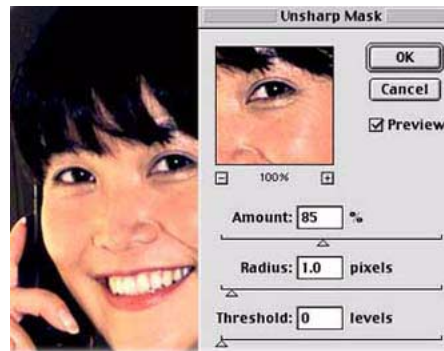 Unsharp Mask
OK
Cancel
Preview
100%
Amount: 85 %
Radius: 1.0 pixels
Threshold: 0 levels